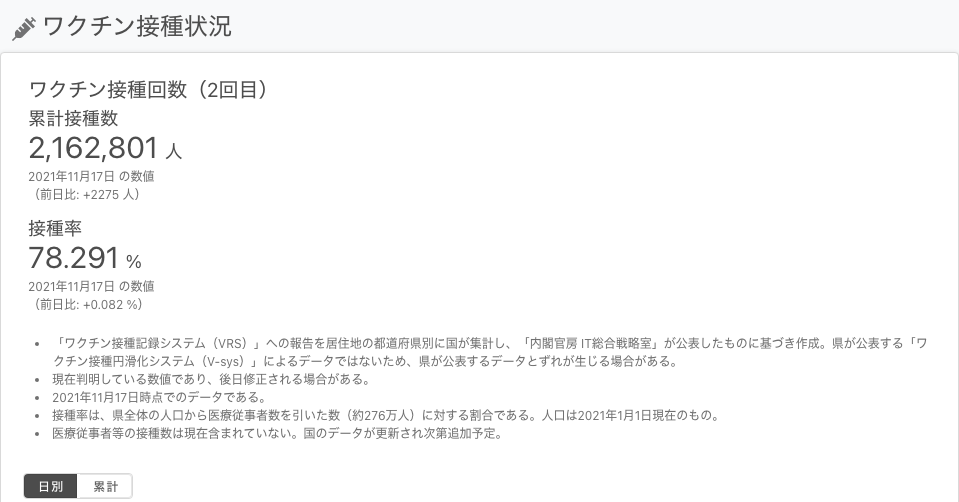 ワクチン接種状況
ワクチン接種回数（2回目）
累計接種数
2,162,801 人
2021年11月17日 の数値
（前日比: +2275 人）
接種率
78.291 %
2021年11月17日 の数値
（前日比: +0.082 %）
• 「ワクチン接種記録システム（VRS）」への報告を居住地の都道府県別に国が集計し、「内閣官房 IT総合戦略室」が公表したものに基づき作成。県が公表する「ワ
クチン接種円滑化システム（V-sys）」によるデータではないため、県が公表するデータとずれが生じる場合がある。
• 現在判明している数値であり、後日修正される場合がある。
• 2021年11月17日時点でのデータである。
• 接種率は、県全体の人口から医療従事者数を引いた数（約276万人）に対する割合である。人口は2021年1月1日現在のもの。
• 医療従事者等の接種数は現在含まれていない。国のデータが更新され次第追加予定。
日別 累計